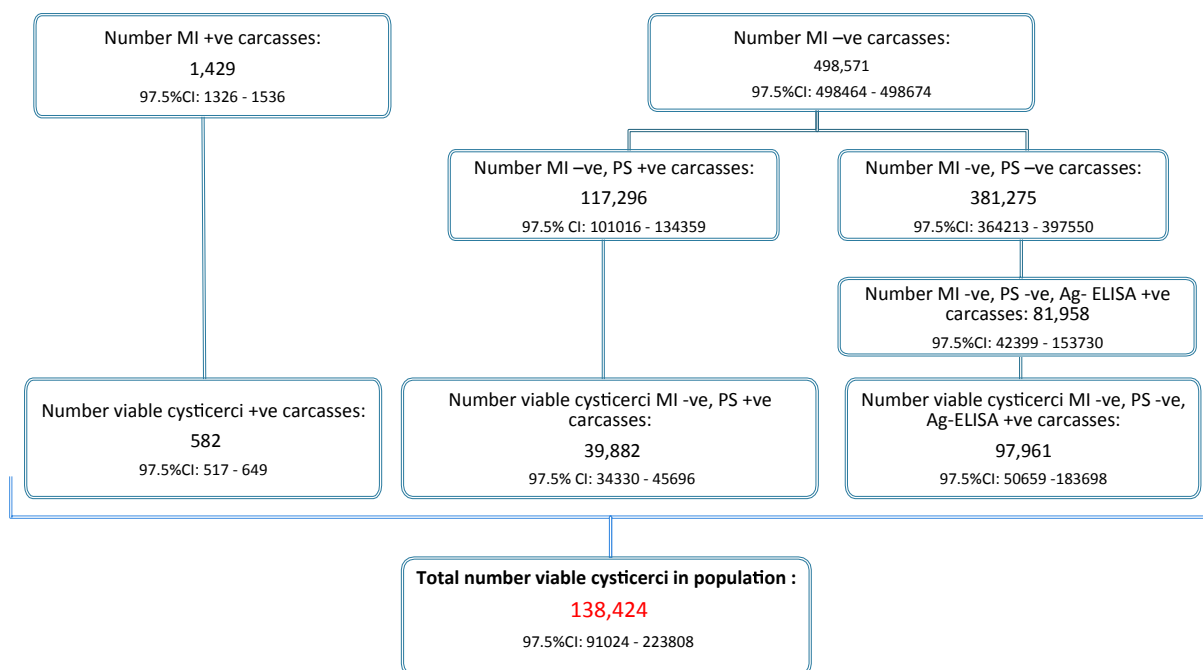 Number MI +ve carcasses:
1,429
97.5%CI: 1326 - 1536
Number MI –ve carcasses:
498,571
97.5%CI: 498464 - 498674
Number MI –ve, PS +ve carcasses:
117,296
97.5% CI: 101016 - 134359
Number MI -ve, PS –ve carcasses:
381,275
97.5% CI: 364213 - 397550
Number MI -ve, PS -ve, Ag- ELISA +ve
carcasses: 81,958
97.5%CI: 42399 - 153730
Number viable cysticerci +ve carcasses:
582
97.5%CI: 517 - 649
Number viable cysticerci MI -ve, PS +ve
carcasses:
39,882
97.5% CI: 34330 - 45696
Number viable cysticerci MI -ve, PS -ve,
Ag-ELISA +ve carcasses:
97,961
97.5%CI: 50659 -183698
Total number viable cysticerci in population :
138,424
97.5%CI: 91024 - 223808